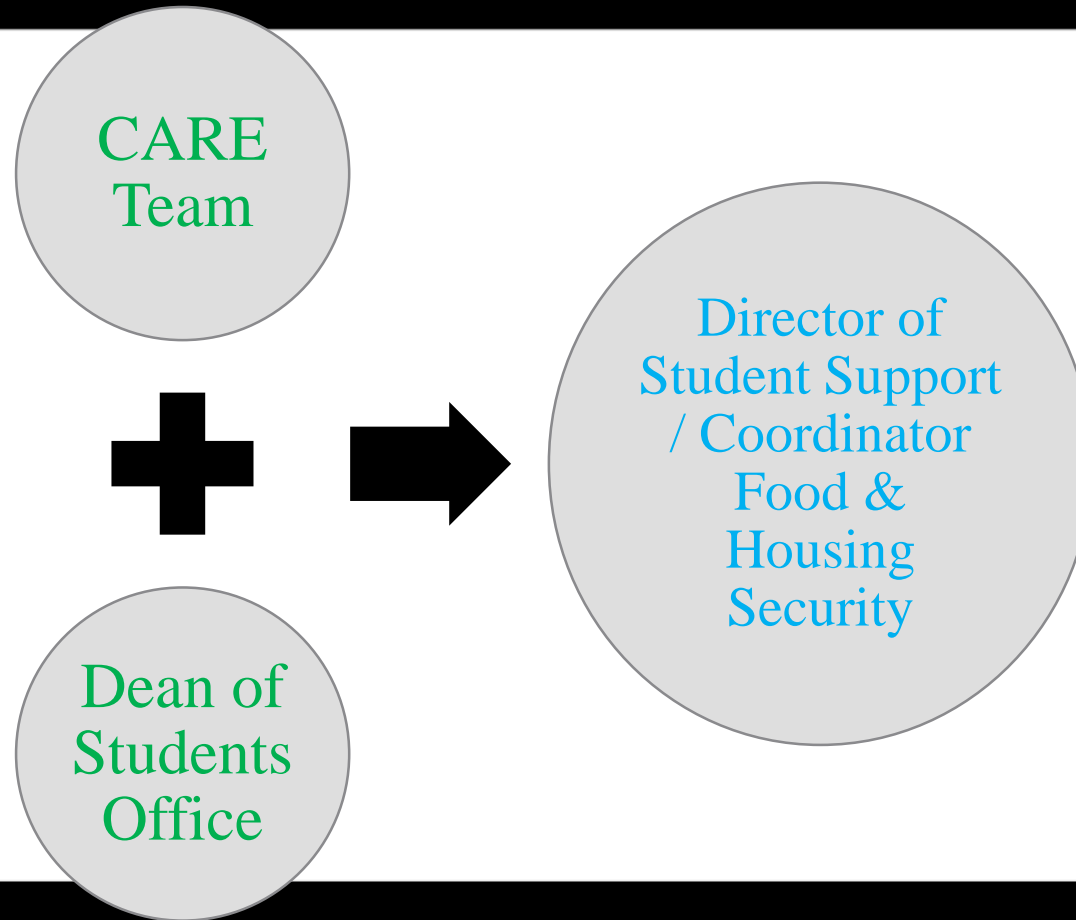 CARE
Team
Dean of
Students
Office
Director of
Student Support
/ Coordinator
Food &
Housing
Security